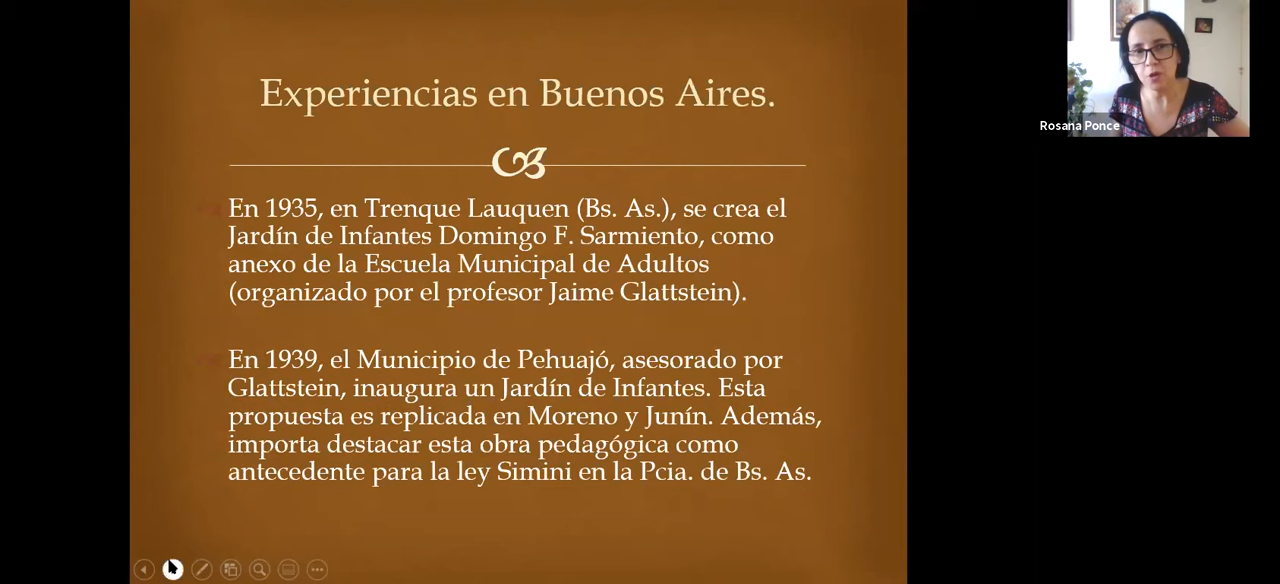 Experiencias en Buenos Aires.
En 1935, en Trenque Lauquen (Bs. As.), se crea el
Jardín de Infantes Domingo F. Sarmiento, como
anexo de la Escuela Municipal de Adultos
(organizado por el profesor Jaime Glattstein).
En 1939, el Municipio de Pehuajó, asesorado por
Glattstein, inaugura un Jardín de Infantes. Esta
propuesta es replicada en Moreno y Junín. Además,
importa destacar esta obra pedagógica como
antecedente para la ley Simini en la Pcia. de Bs. As.
Rosana Ponce